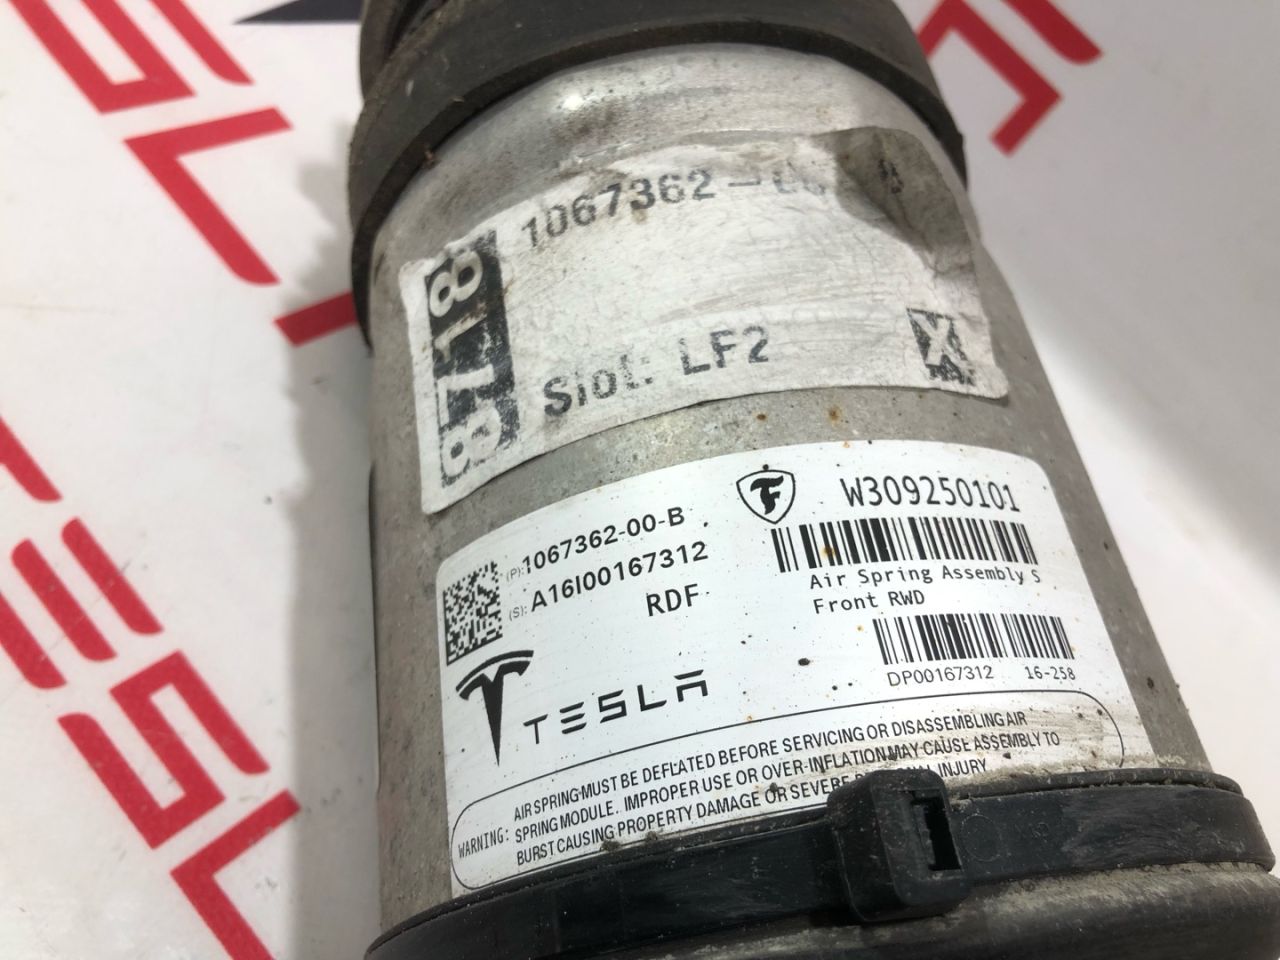 1067362-
8718
Slot: LF2
X
(P): 1067362-00-B
(S): A16I00167312
RDF
TESLA
W309250101
Air Spring Assembly S
Front RWD
DP00167312 16-258
WARNING: AIR SPRING MUST BE DEFLATED BEFORE SERVICING OR DISASSEMBLING AIR
SPRING MODULE. IMPROPER USE OR OVER-INFLATION MAY CAUSE ASSEMBLY TO
BURST CAUSING PROPERTY DAMAGE OR SEVERE INJURY